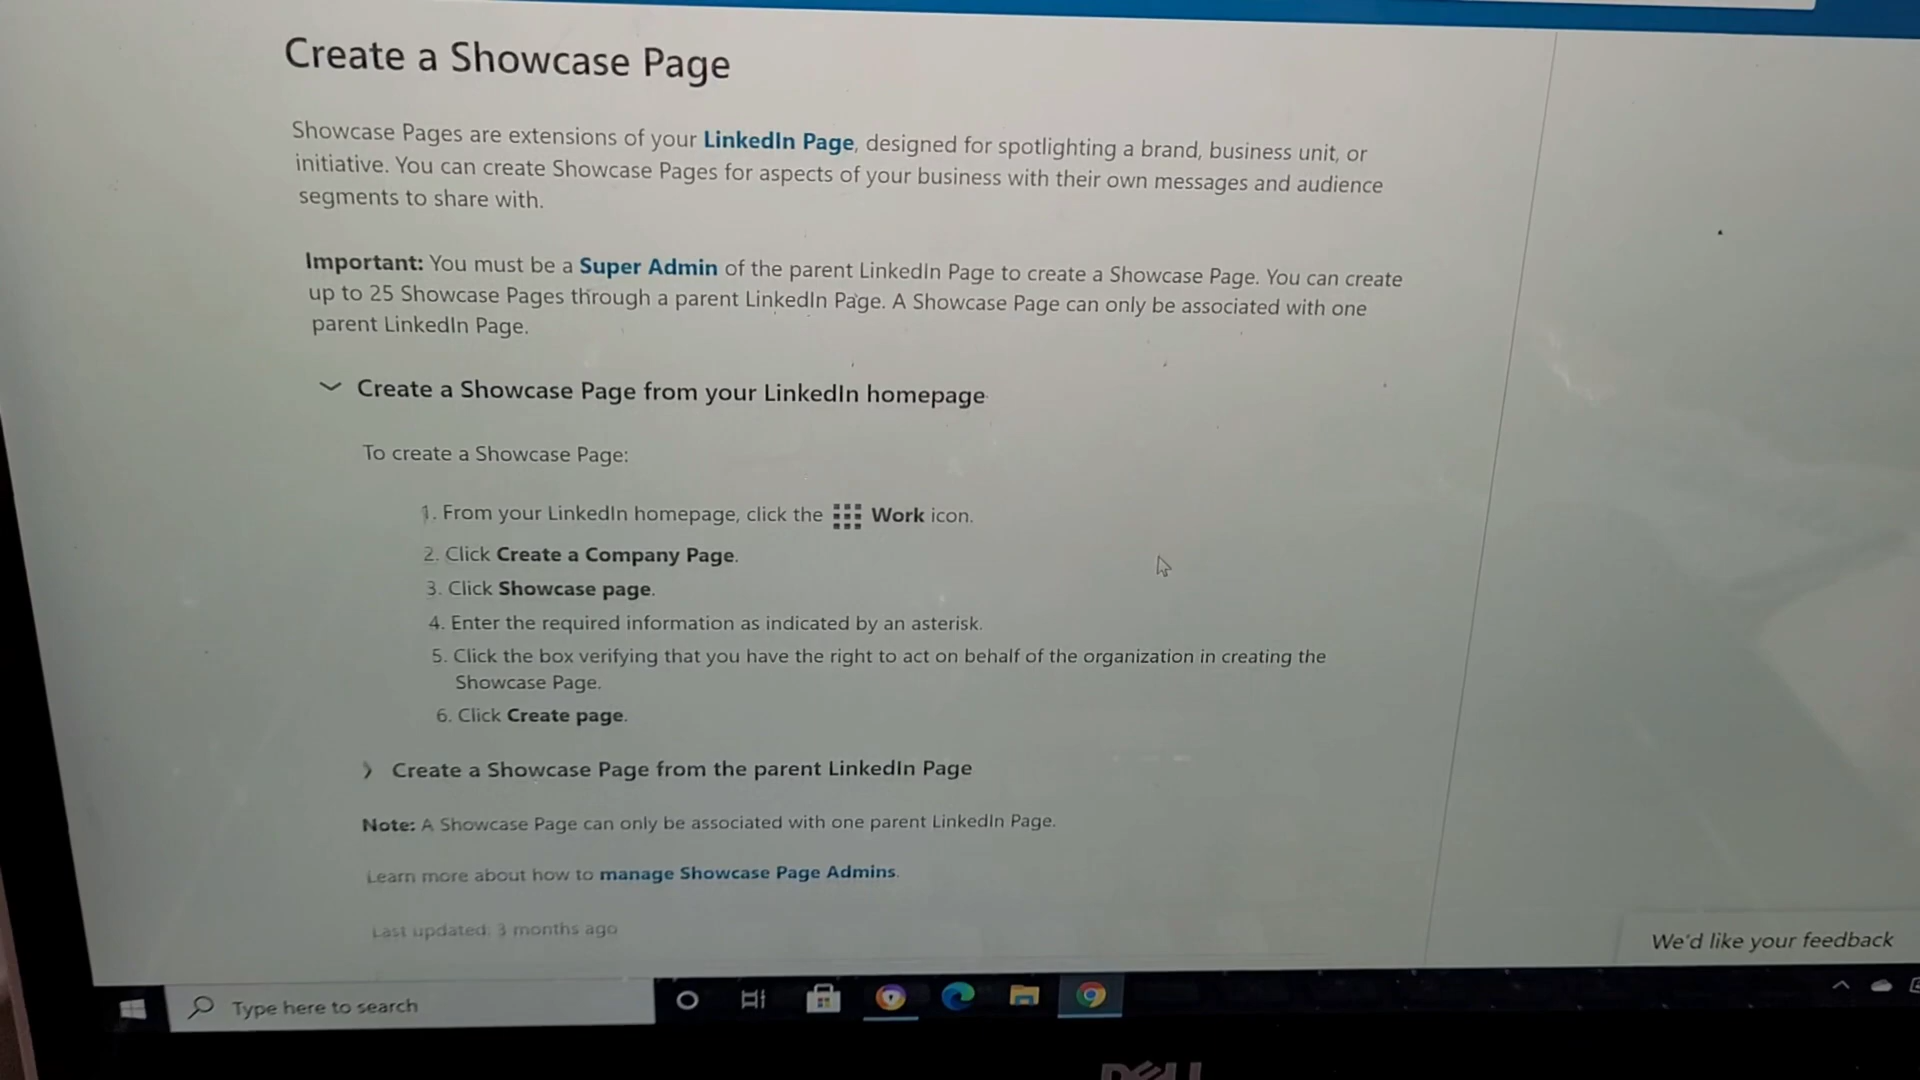 Create a Showcase Page
Showcase Pages are extensions of your LinkedIn Page, designed for spotlighting a brand, business unit, or
initiative. You can create Showcase Pages for aspects of your business with their own messages and audience
segments to share with.
Important: You must be a Super Admin of the parent LinkedIn Page to create a Showcase Page. You can create
up to 25 Showcase Pages through a parent LinkedIn Page. A Showcase Page can only be associated with one
parent LinkedIn Page.
Create a Showcase Page from your LinkedIn homepage
To create a Showcase Page:
1. From your LinkedIn homepage, click the Work icon.
2. Click Create a Company Page.
3. Click Showcase page.
4. Enter the required information as indicated by an asterisk.
5. Click the box verifying that you have the right to act on behalf of the organization in creating the
Showcase Page.
6. Click Create page.
Create a Showcase Page from the parent LinkedIn Page
Note: A Showcase Page can only be associated with one parent LinkedIn Page.
Learn more about how to manage Showcase Page Admins.
Last updated: 3 months ago
We'd like your feedback
Type here to search
DELL